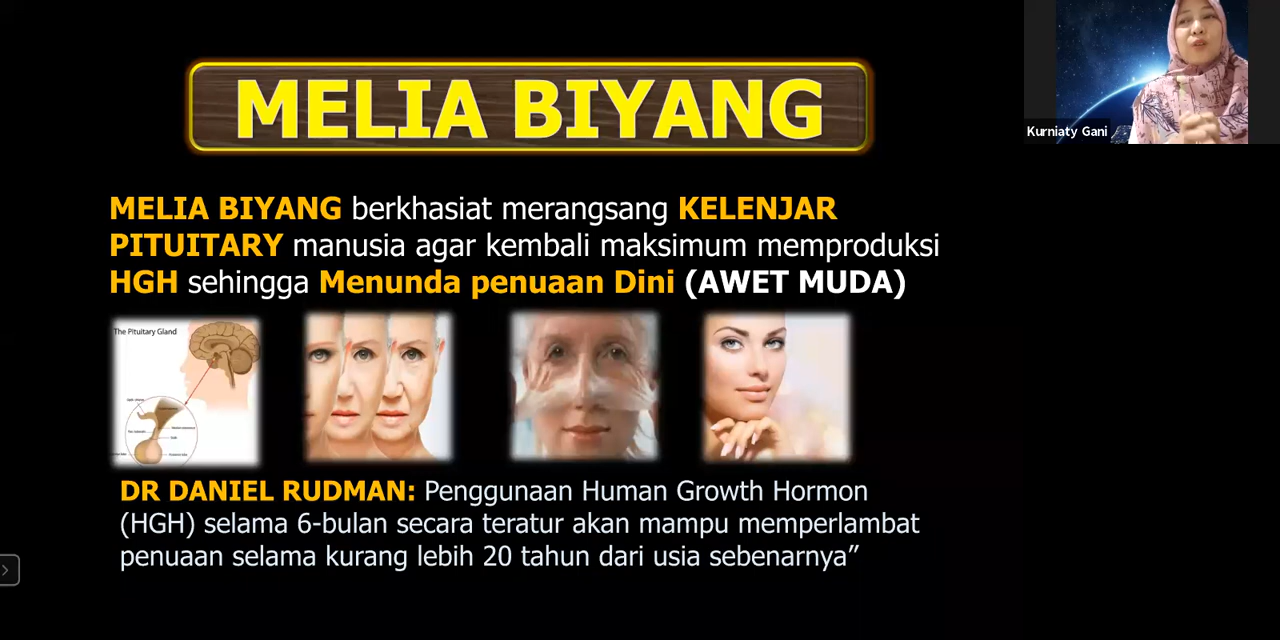 MELIA BIYANG
Kurniaty Gani
MELIA BIYANG berkhasiat merangsang KELENJAR
PITUITARY manusia agar kembali maksimum memproduksi
HGH sehingga Menunda penuaan Dini (AWET MUDA)
The Pituitary Gland
DR DANIEL RUDMAN: Penggunaan Human Growth Hormon
(HGH) selama 6-bulan secara teratur akan mampu memperlambat
penuaan selama kurang lebih 20 tahun dari usia sebenarnya”